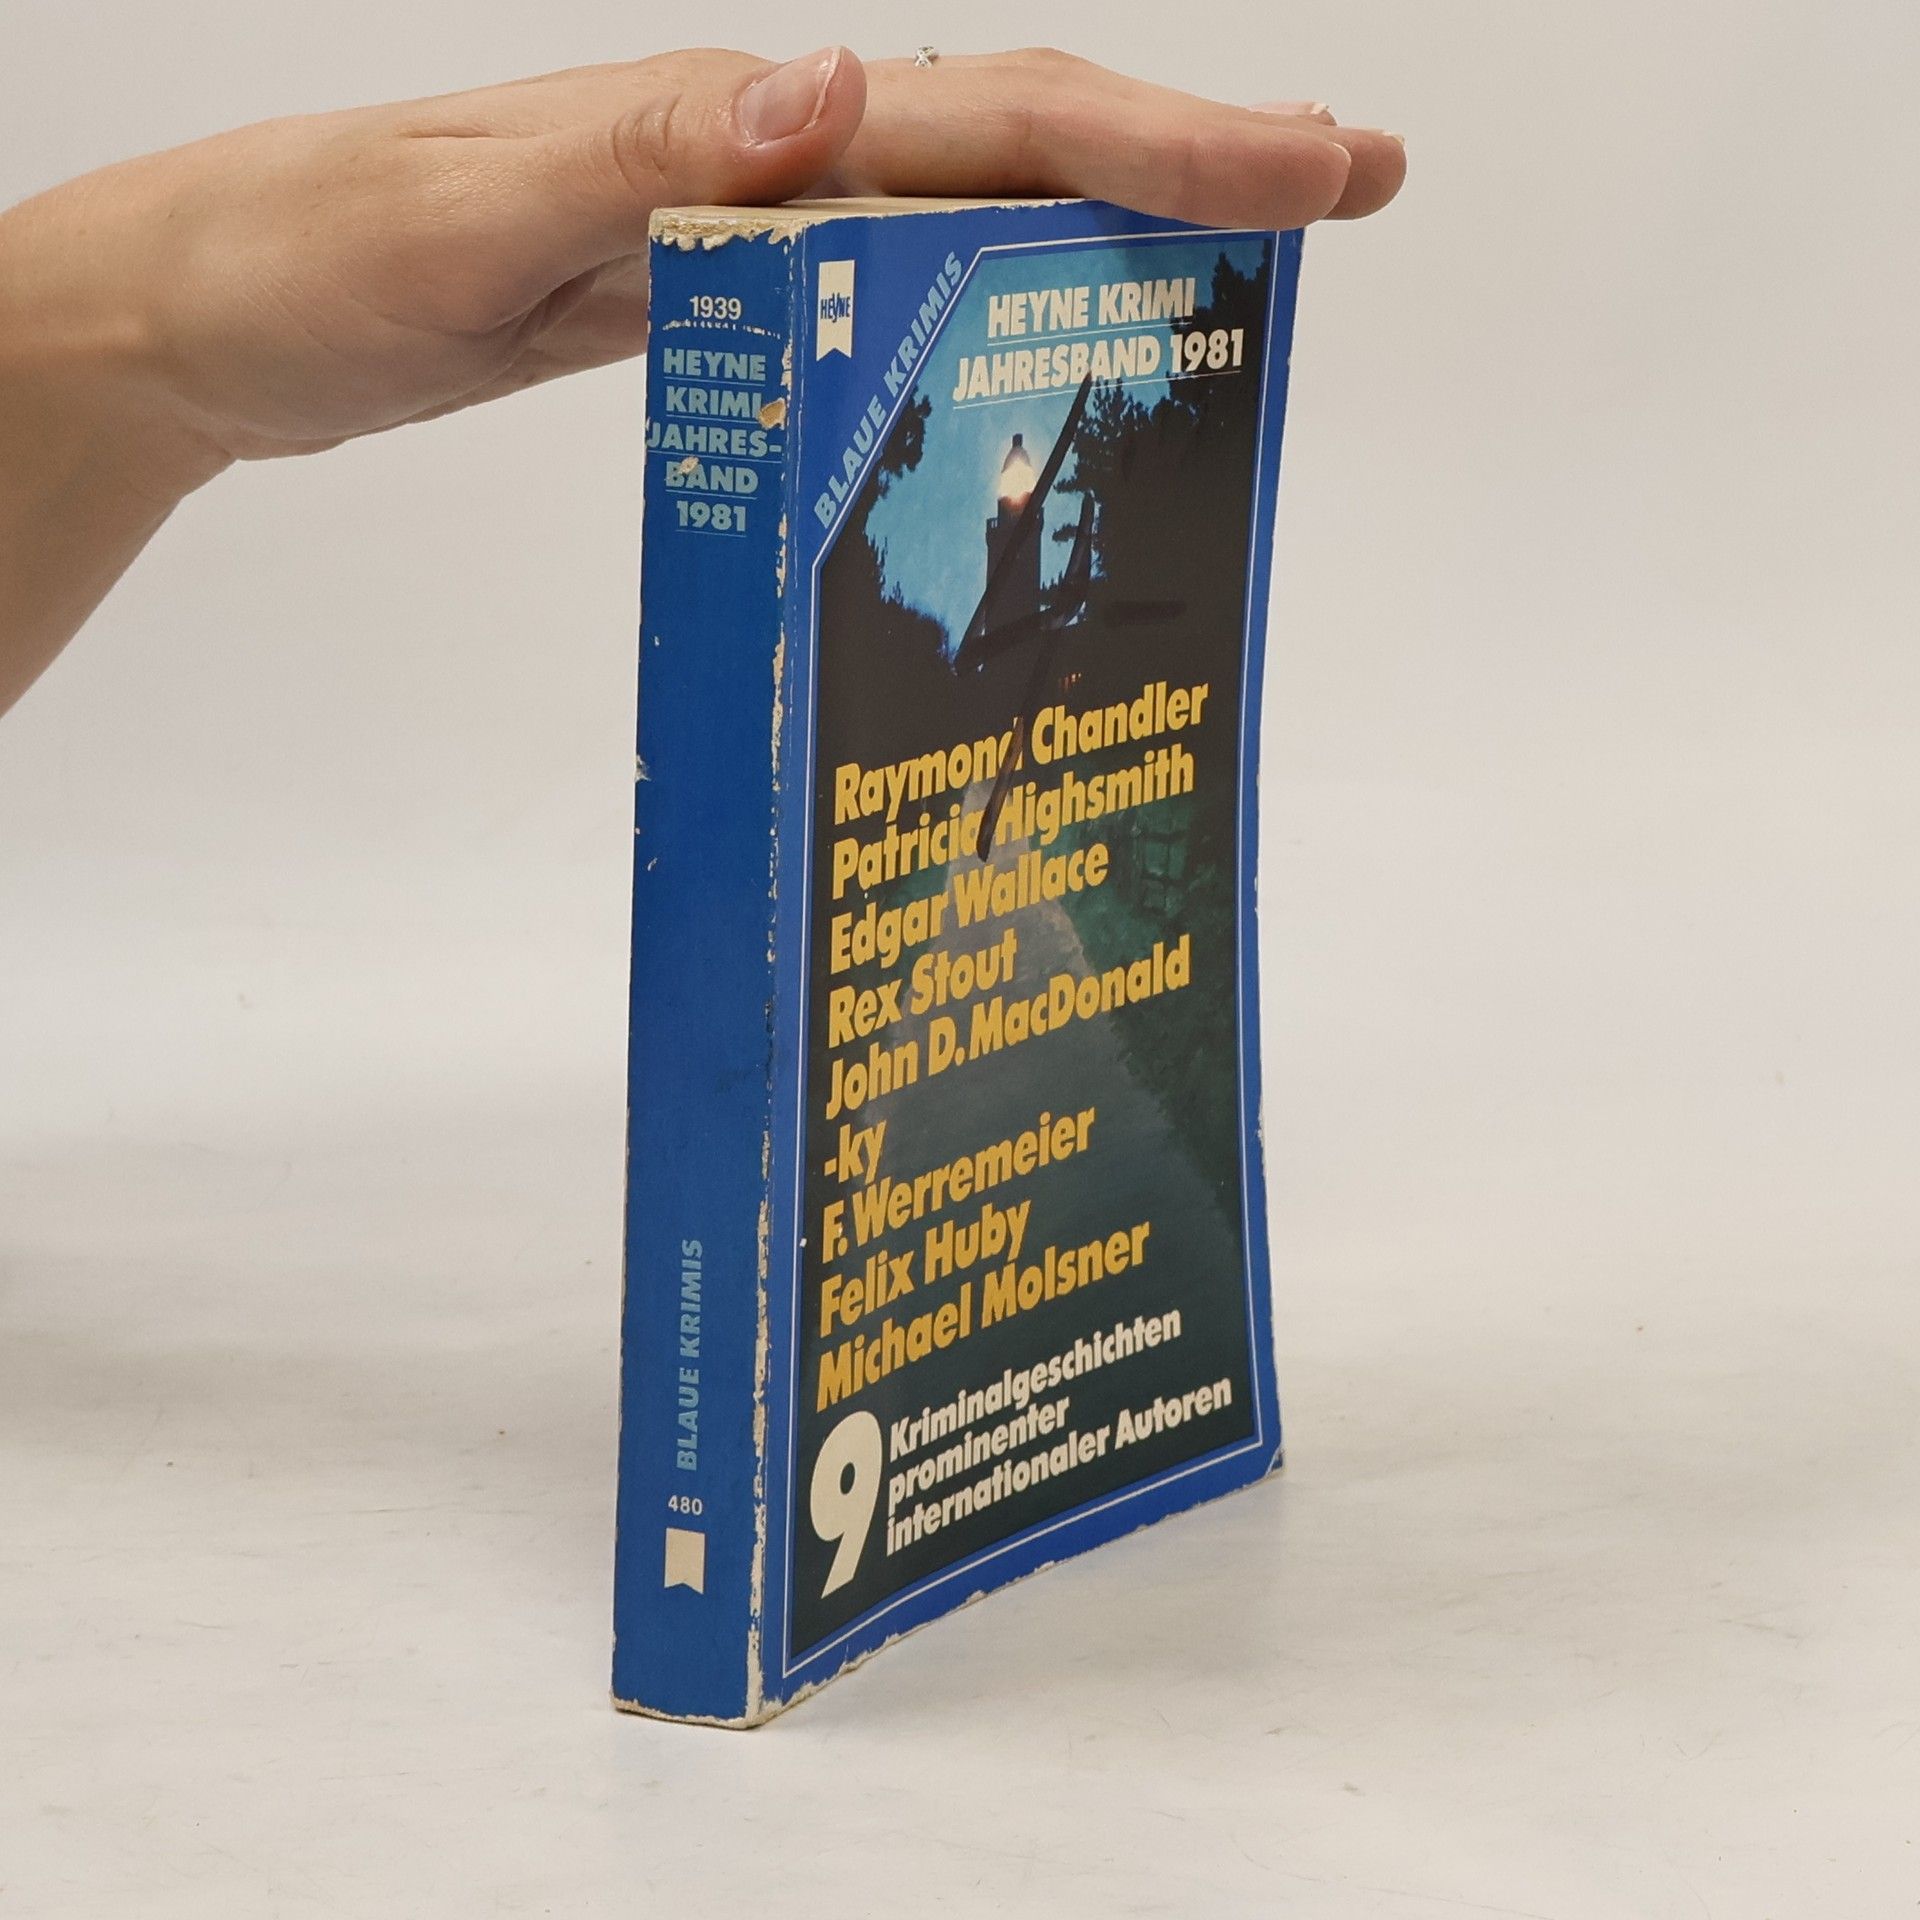 1939
HEYNE
KRIMI
JAHRES-
BAND
1981
BLAUE KRIMIS
480
HEYNE
BLAUE KRIMIS
HEYNE KRIMI
JAHRESBAND 1981
Raymond Chandler
Patricia Highsmith
Edgar Wallace
Rex Stout
John D. MacDonald
-ky
F. Werremeier
Felix Huby
Michael Molsner
9 Kriminalgeschichten
prominenter
internationaler Autoren